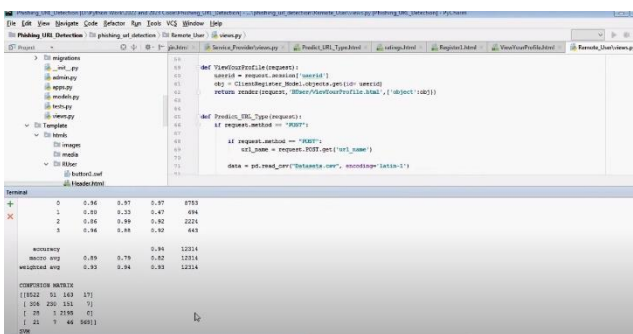 File Edit View Navigate Code Refactor Run Tools VCS Window Help
Phishing_URL_Detection phishing_url_detection Remote_User views.py
Project
Service_Provider\views.py Predict_URL_Type.html ratings.html Register1.html ViewYourProfile.html Remote_User\views.py
migrations
__init__.py
admin.py
apps.py
models.py
tests.py
views.py
Template
htmls
images
media
RUser
button2.swf
Header.html
def ViewYourProfile(request):
userid = request.session['userid']
obj = ClientRegister_Model.objects.get(id= userid)
return render(request,'RUser/ViewYourProfile.html',{'object':obj})
def Predict_URL_Type(request):
if request.method == "POST":
if request.method == "POST":
url_name = request.POST.get('url_name')
data = pd.read_csv("Datasets.csv", encoding='latin-1')
Terminal
0 0.96 0.97 0.97 8753
1 0.80 0.33 0.47 694
2 0.86 0.99 0.92 2224
3 0.96 0.88 0.92 643
accuracy 0.94 12314
macro avg 0.89 0.79 0.82 12314
weighted avg 0.93 0.94 0.93 12314
CONFUSION MATRIX
[[8522 51 163 17]
[ 306 230 151 7]
[ 28 1 2195 0]
[ 21 7 46 569]]
SVM